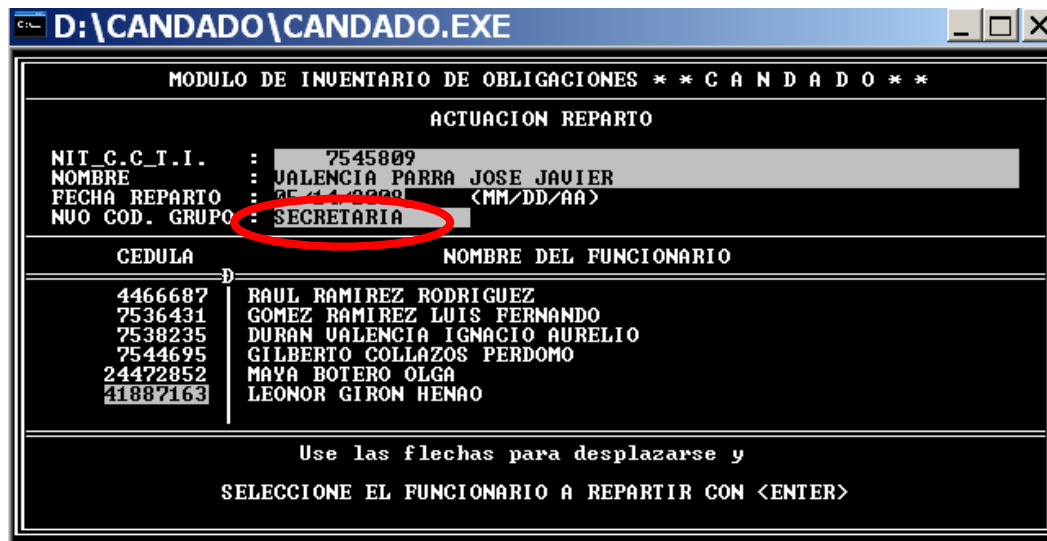 D:\CANDADO\CANDADO.EXE
MODULO DE INVENTARIO DE OBLIGACIONES * * C A N D A D O * *
ACTUACION REPARTO
NIT_C.C_T.I. : 7545809
NOMBRE : VALENCIA PARRA JOSE JAVIER
FECHA REPARTO : 05/14/2009 (MM/DD/AA)
NVO COD. GRUPO : SECRETARIA
CEDULA NOMBRE DEL FUNCIONARIO
4466687 RAUL RAMIREZ RODRIGUEZ
7536431 GOMEZ RAMIREZ LUIS FERNANDO
7538235 DURAN VALENCIA IGNACIO AURELIO
7544695 GILBERTO COLLAZOS PERDOMO
24472852 MAYA BOTERO OLGA
41887163 LEONOR GIRON HENAO
Use las flechas para desplazarse y
SELECCIONE EL FUNCIONARIO A REPARTIR CON <ENTER>